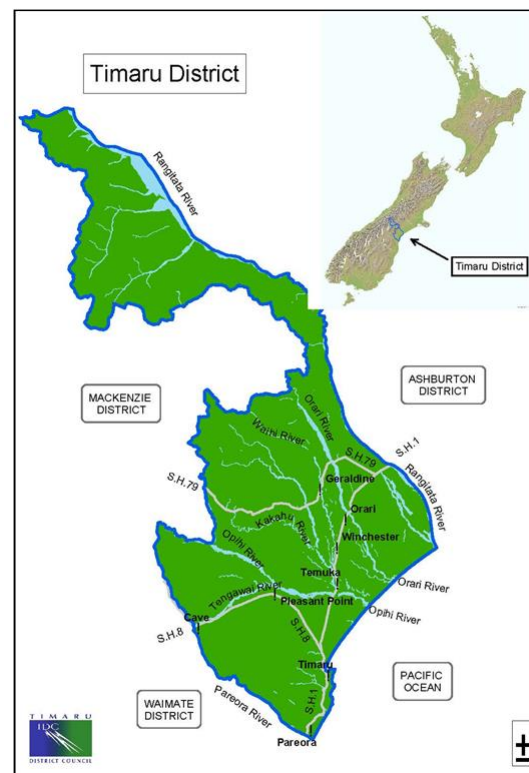 Timaru District
Rangitata River
Timaru District
ASHBURTON
DISTRICT
MACKENZIE
DISTRICT
Orari River
Waihi River
S.H.1
S.H.79
Rangitata River
S.H.79
Geraldine
Orari
Kakahu River
Winchester
Opihi River
Temuka
Orari River
Tengawai River
Pleasant Point
Opihi River
Cave
S.H.8
S.H.8
Timaru
PACIFIC
OCEAN
S.H.1
WAIMATE
DISTRICT
Pareora River
Pareora
TIMARU
TDC
DISTRICT COUNCIL